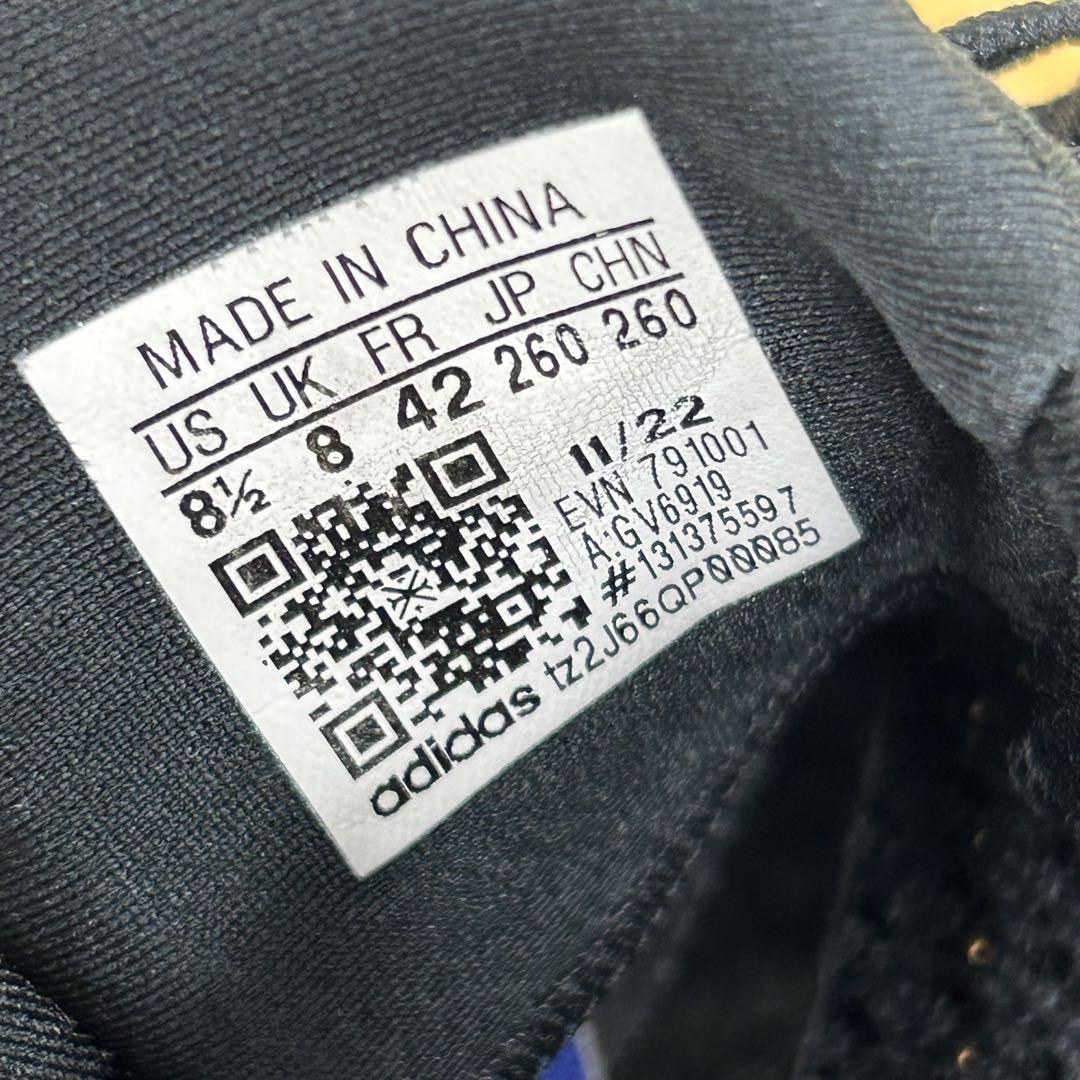 MADE IN CHINA
US UK FR JP CHN
8½ 8 42 260 260
11/22
EVN 791001
A:GV6919
#131375597
adidas tz2J66QP00085